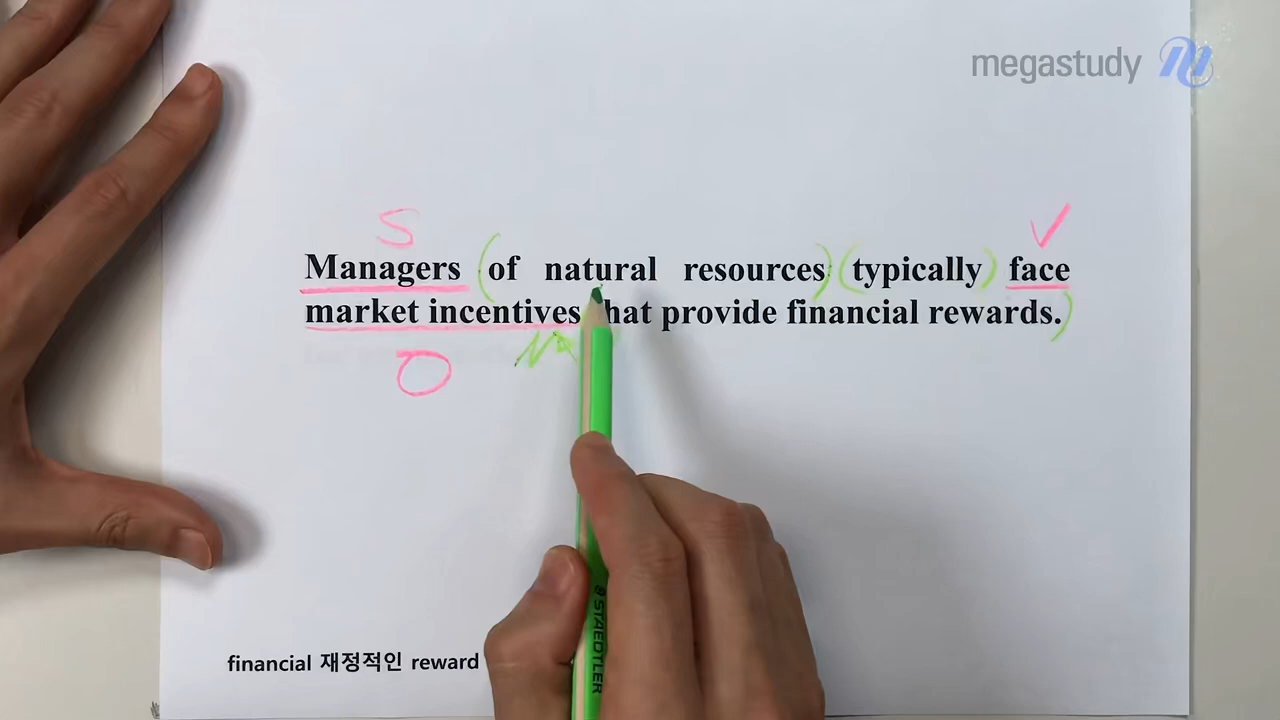 megastudy
S
V
Managers (of natural resources) (typically) face
market incentives that provide financial rewards.)
O
financial 재정적인 reward
STAEDTLER